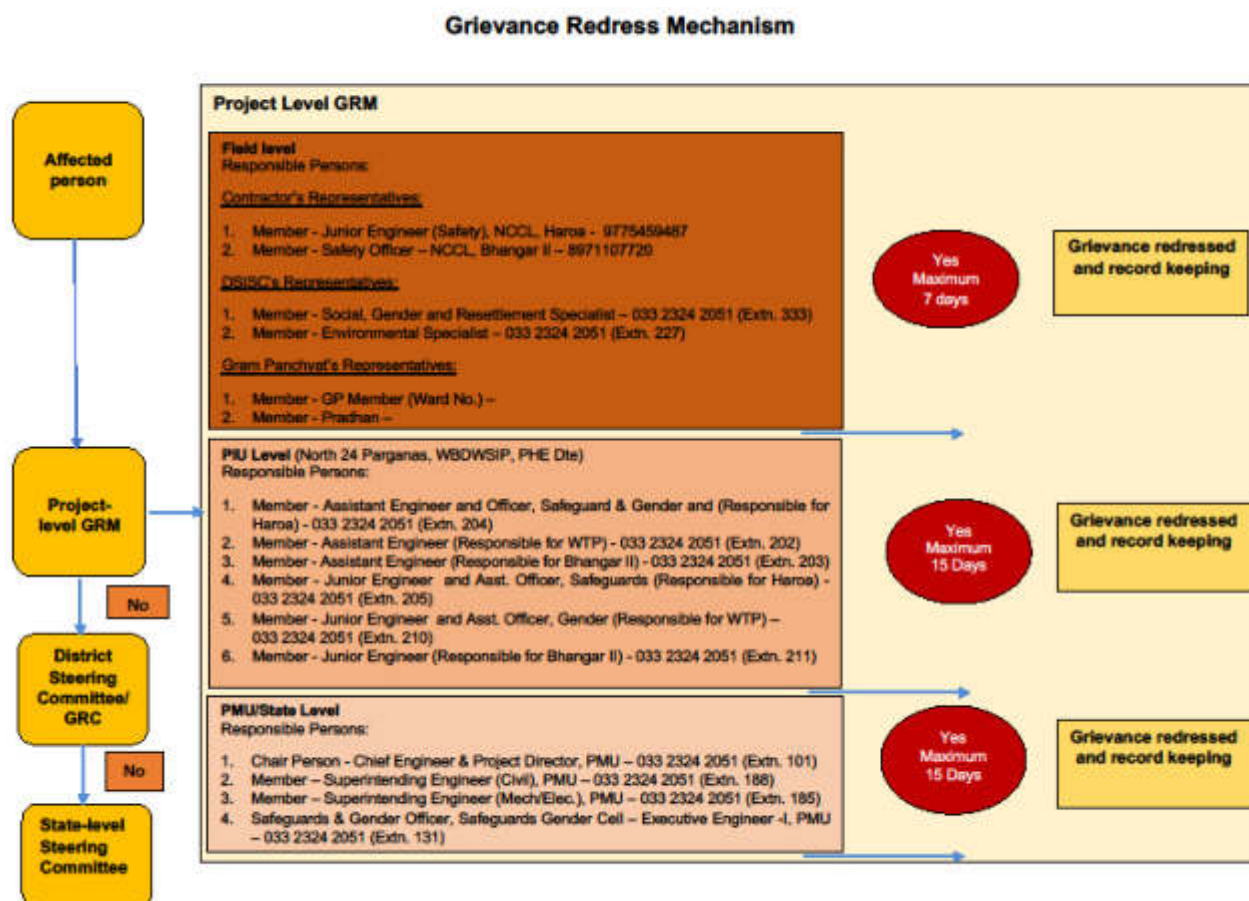 Grievance Redress Mechanism
Affected
person
Project-
level GRM
No
District
Steering
Committee/
GRC
No
State-level
Steering
Committee
Project Level GRM
Field level
Responsible Persons:
Contractor's Representatives:
1. Member - Junior Engineer (Safety), NCCL, Haroa - 9775459487
2. Member - Safety Officer – NCCL, Bhangar II – 8971107720
DSISC's Representatives:
1. Member - Social, Gender and Resettlement Specialist – 033 2324 2051 (Extn. 333)
2. Member - Environmental Specialist – 033 2324 2051 (Extn. 227)
Gram Panchyat's Representatives:
1. Member - GP Member (Ward No.) –
2. Member - Pradhan –
Yes
Maximum
7 days
Grievance redressed
and record keeping
PIU Level (North 24 Parganas, WBDWSIP, PHE Dte)
Responsible Persons:
1. Member - Assistant Engineer and Officer, Safeguard & Gender and (Responsible for
Haroa) - 033 2324 2051 (Extn. 204)
2. Member - Assistant Engineer (Responsible for WTP) - 033 2324 2051 (Extn. 202)
3. Member - Assistant Engineer (Responsible for Bhangar II) - 033 2324 2051 (Extn. 203)
4. Member - Junior Engineer and Asst. Officer, Safeguards (Responsible for Haroa) -
033 2324 2051 (Extn. 205)
5. Member - Junior Engineer and Asst. Officer, Gender (Responsible for WTP) –
033 2324 2051 (Extn. 210)
6. Member - Junior Engineer (Responsible for Bhangar II) - 033 2324 2051 (Extn. 211)
Yes
Maximum
15 Days
Grievance redressed
and record keeping
PMU/State Level
Responsible Persons:
1. Chair Person - Chief Engineer & Project Director, PMU – 033 2324 2051 (Extn. 101)
2. Member – Superintending Engineer (Civil), PMU – 033 2324 2051 (Extn. 188)
3. Member – Superintending Engineer (Mech/Elec.), PMU – 033 2324 2051 (Extn. 185)
4. Safeguards & Gender Officer, Safeguards Gender Cell – Executive Engineer -I, PMU
– 033 2324 2051 (Extn. 131)
Yes
Maximum
15 Days
Grievance redressed
and record keeping